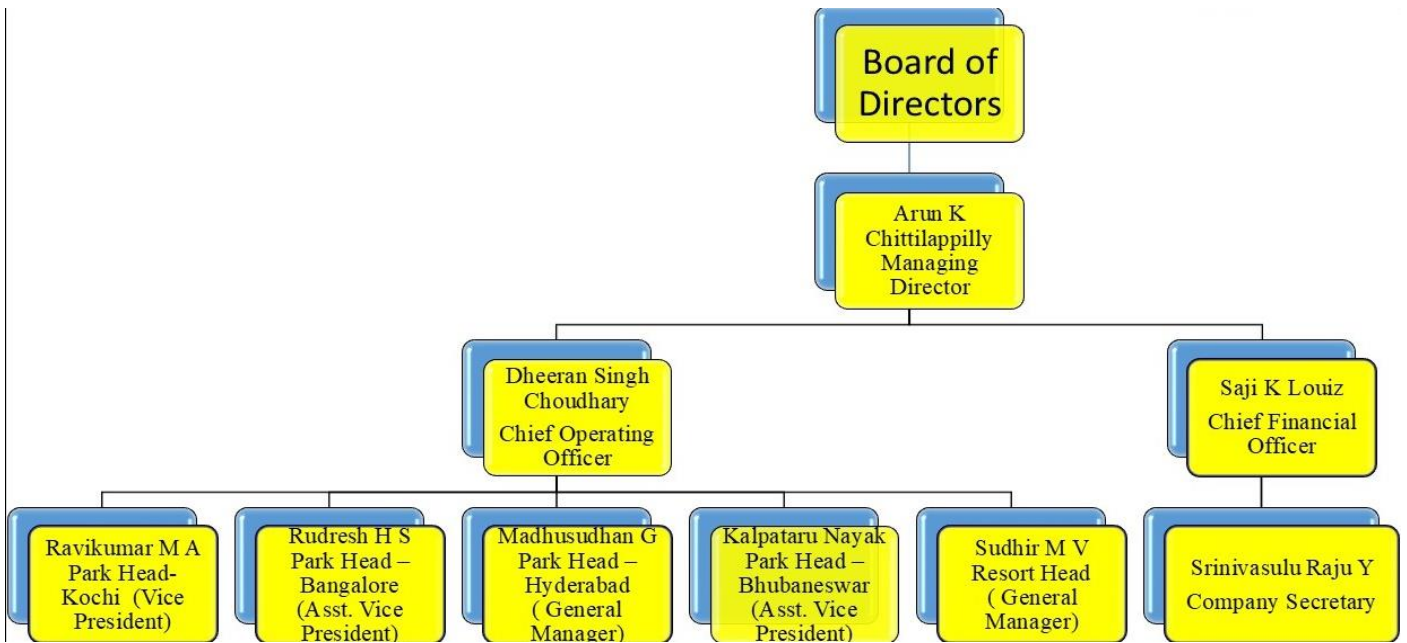 Board of
Directors
Arun K
Chittilappilly
Managing
Director
Dheeran Singh
Choudhary
Chief Operating
Officer
Saji K Louiz
Chief Financial
Officer
Ravikumar M A
Park Head-
Kochi (Vice
President)
Rudresh H S
Park Head –
Bangalore
(Asst. Vice
President)
Madhusudhan G
Park Head –
Hyderabad
( General
Manager)
Kalpataru Nayak
Park Head –
Bhubaneswar
(Asst. Vice
President)
Sudhir M V
Resort Head
( General
Manager)
Srinivasulu Raju Y
Company Secretary